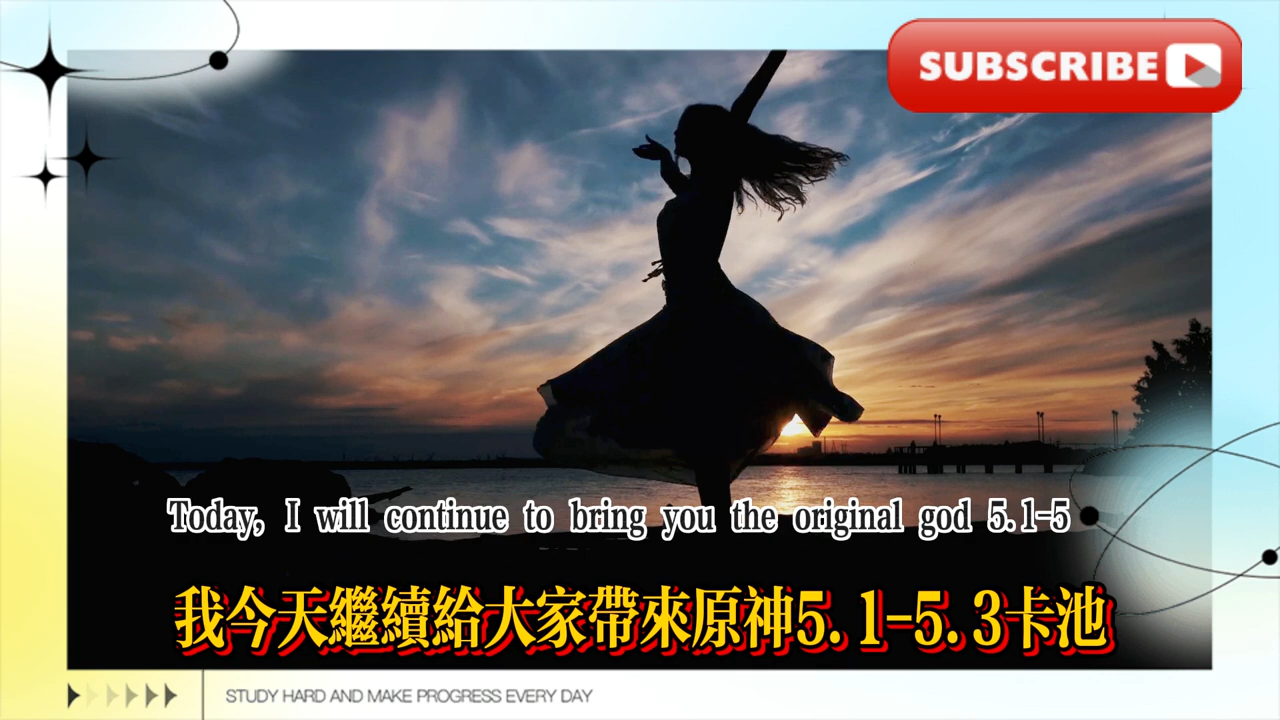 SUBSCRIBE
Today, I will continue to bring you the original god 5.1-5
我今天繼續給大家帶來原神5.1-5.3卡池
STUDY HARD AND MAKE PROGRESS EVERY DAY